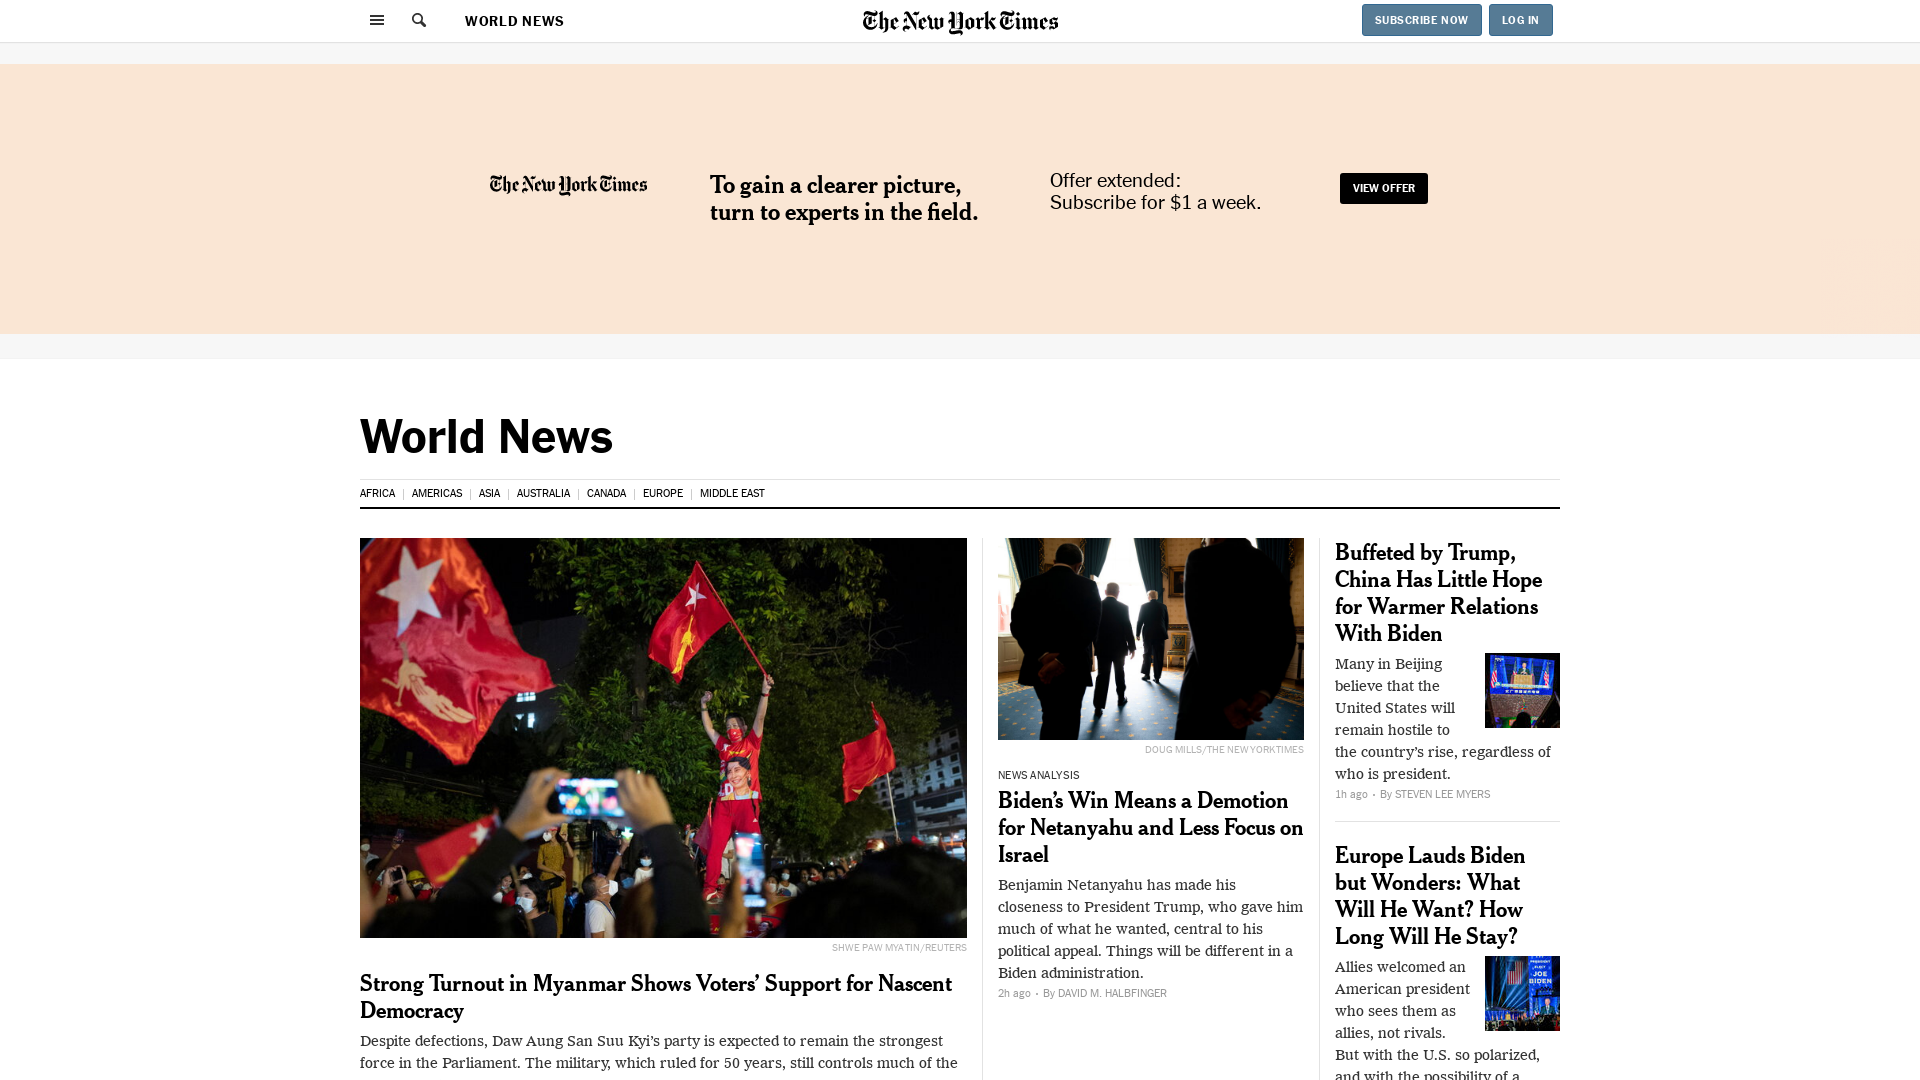 WORLD NEWS
The New York Times
SUBSCRIBE NOW
LOG IN
The New York Times
To gain a clearer picture,
turn to experts in the field.
Offer extended:
Subscribe for $1 a week.
VIEW OFFER
World News
AFRICA
AMERICAS
ASIA
AUSTRALIA
CANADA
EUROPE
MIDDLE EAST
SHWE PAW MYA TIN/REUTERS
Strong Turnout in Myanmar Shows Voters’ Support for Nascent
Democracy
Despite defections, Daw Aung San Suu Kyi’s party is expected to remain the strongest
force in the Parliament. The military, which ruled for 50 years, still controls much of the
DOUG MILLS/THE NEW YORK TIMES
NEWS ANALYSIS
Biden’s Win Means a Demotion
for Netanyahu and Less Focus on
Israel
Benjamin Netanyahu has made his
closeness to President Trump, who gave him
much of what he wanted, central to his
political appeal. Things will be different in a
Biden administration.
2h ago · By DAVID M. HALBFINGER
Buffeted by Trump,
China Has Little Hope
for Warmer Relations
With Biden
Many in Beijing
believe that the
United States will
remain hostile to
the country’s rise, regardless of
who is president.
1h ago · By STEVEN LEE MYERS
Europe Lauds Biden
but Wonders: What
Will He Want? How
Long Will He Stay?
Allies welcomed an
American president
who sees them as
allies, not rivals.
But with the U.S. so polarized,
and with the possibility of a
JOE
BIDEN